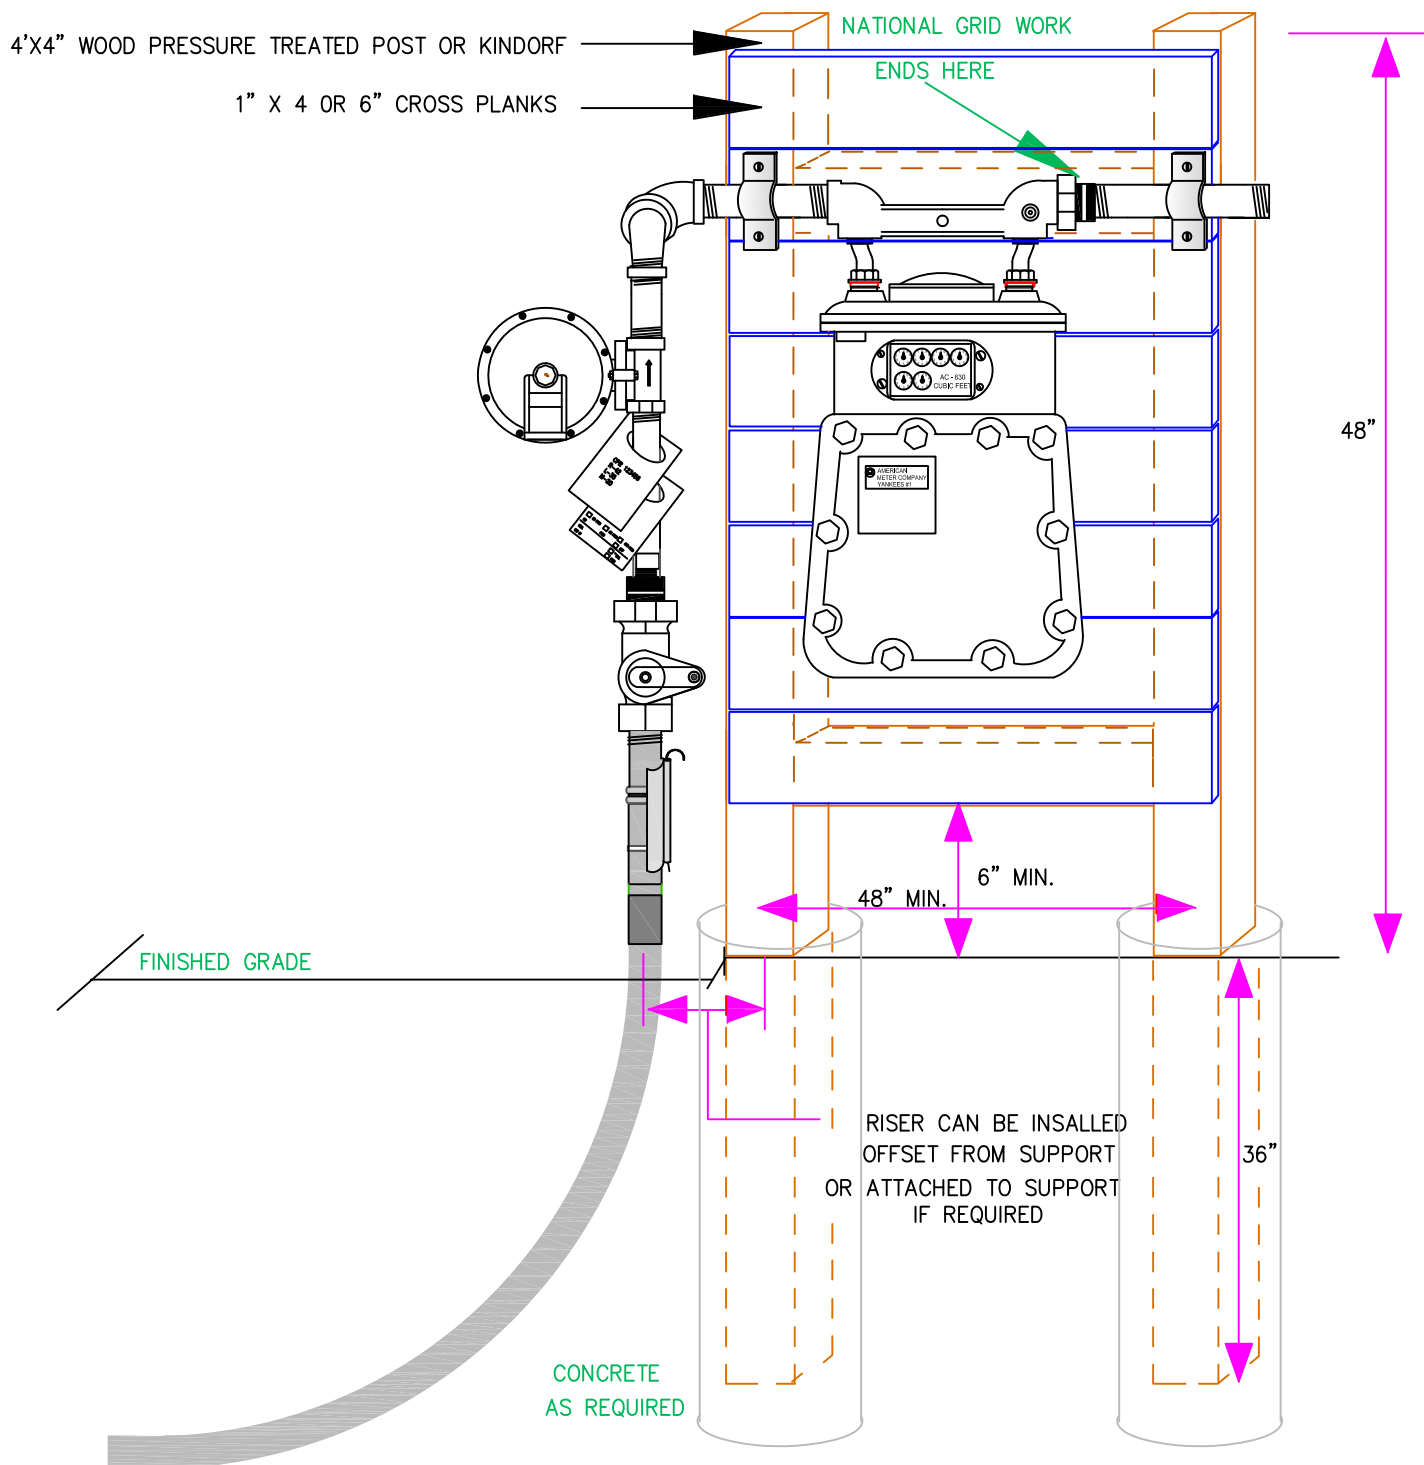 4'X4" WOOD PRESSURE TREATED POST OR KINDORF
1" X 4 OR 6" CROSS PLANKS
NATIONAL GRID WORK
ENDS HERE
48"
AC - 630
CUBIC FEET
AMERICAN
METER COMPANY
YANKEES #1
6" MIN.
48" MIN.
FINISHED GRADE
RISER CAN BE INSALLED
OFFSET FROM SUPPORT
OR ATTACHED TO SUPPORT
IF REQUIRED
36"
CONCRETE
AS REQUIRED